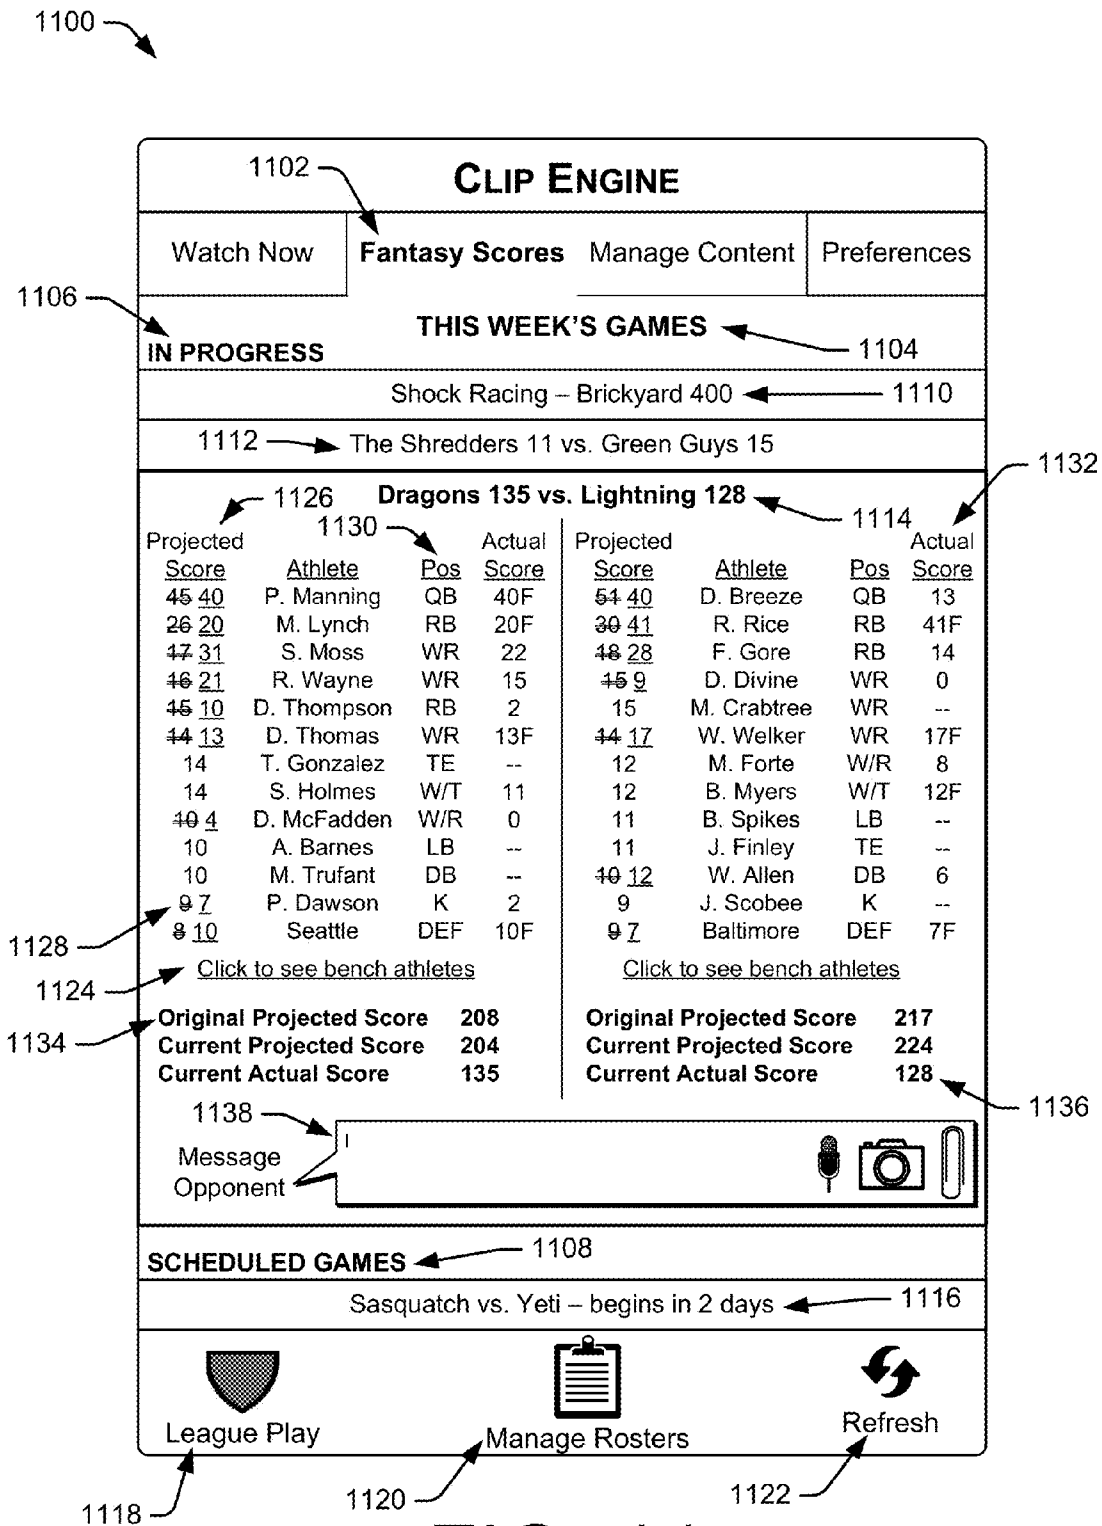 1100
1102
CLIP ENGINE
Watch Now Fantasy Scores Manage Content Preferences
1106
THIS WEEK'S GAMES
1104
IN PROGRESS
Shock Racing – Brickyard 400 1110
1112 The Shredders 11 vs. Green Guys 15
1132
1126 Dragons 135 vs. Lightning 128
1130 1114
Projected Actual Projected Actual
Score Athlete Pos Score Score Athlete Pos Score
45 40 P. Manning QB 40F 51 40 D. Breeze QB 13
26 20 M. Lynch RB 20F 30 41 R. Rice RB 41F
17 31 S. Moss WR 22 18 28 F. Gore RB 14
16 21 R. Wayne WR 15 15 9 D. Divine WR 0
15 10 D. Thompson RB 2 15 M. Crabtree WR --
14 13 D. Thomas WR 13F 14 17 W. Welker WR 17F
14 T. Gonzalez TE -- 12 M. Forte W/R 8
14 S. Holmes W/T 11 12 B. Myers W/T 12F
10 4 D. McFadden W/R 0 11 B. Spikes LB --
10 A. Barnes LB -- 11 J. Finley TE --
10 M. Trufant DB -- 10 12 W. Allen DB 6
9 7 P. Dawson K 2 9 J. Scobee K --
8 10 Seattle DEF 10F 9 7 Baltimore DEF 7F
1128
1124 Click to see bench athletes Click to see bench athletes
Original Projected Score 208 Original Projected Score 217
1134
Current Projected Score 204 Current Projected Score 224
Current Actual Score 135 Current Actual Score 128
1136
1138
Message
Opponent
SCHEDULED GAMES 1108
Sasquatch vs. Yeti – begins in 2 days 1116
League Play Manage Rosters Refresh
1118 1120 1122